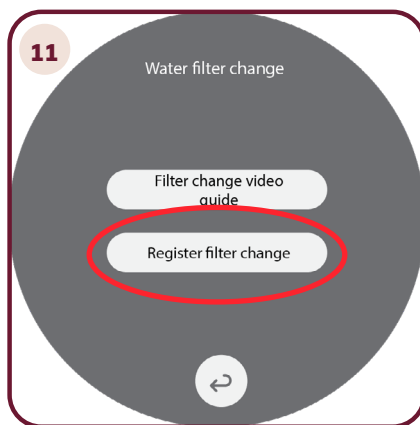 11
Water filter change
Filter change video
guide
Register filter change